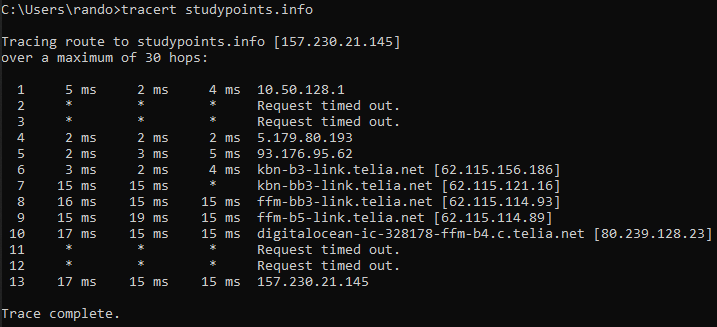 C:\Users\rando>tracert studypoints.info
Tracing route to studypoints.info [157.230.21.145]
over a maximum of 30 hops:
1 5 ms 2 ms 4 ms 10.50.128.1
2 * * * Request timed out.
3 * * * Request timed out.
4 2 ms 2 ms 2 ms 5.179.80.193
5 2 ms 3 ms 5 ms 93.176.95.62
6 3 ms 2 ms 4 ms kbn-b3-link.telia.net [62.115.156.186]
7 15 ms 15 ms * kbn-bb3-link.telia.net [62.115.121.16]
8 16 ms 15 ms 15 ms ffm-bb3-link.telia.net [62.115.114.93]
9 15 ms 19 ms 15 ms ffm-b5-link.telia.net [62.115.114.89]
10 17 ms 15 ms 15 ms digitalocean-ic-328178-ffm-b4.c.telia.net [80.239.128.23]
11 * * * Request timed out.
12 * * * Request timed out.
13 17 ms 15 ms 15 ms 157.230.21.145
Trace complete.